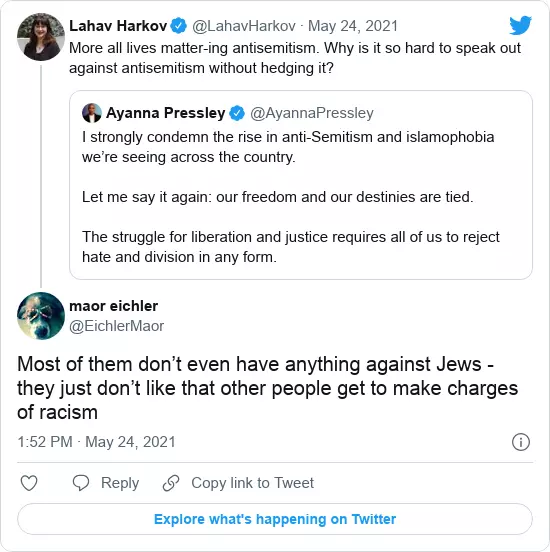 Lahav Harkov @LahavHarkov · May 24, 2021
More all lives matter-ing antisemitism. Why is it so hard to speak out
against antisemitism without hedging it?
Ayanna Pressley @AyannaPressley
I strongly condemn the rise in anti-Semitism and islamophobia
we’re seeing across the country.
Let me say it again: our freedom and our destinies are tied.
The struggle for liberation and justice requires all of us to reject
hate and division in any form.
maor eichler
@EichlerMaor
Most of them don’t even have anything against Jews -
they just don’t like that other people get to make charges
of racism
1:52 PM · May 24, 2021
Reply Copy link to Tweet
Explore what's happening on Twitter